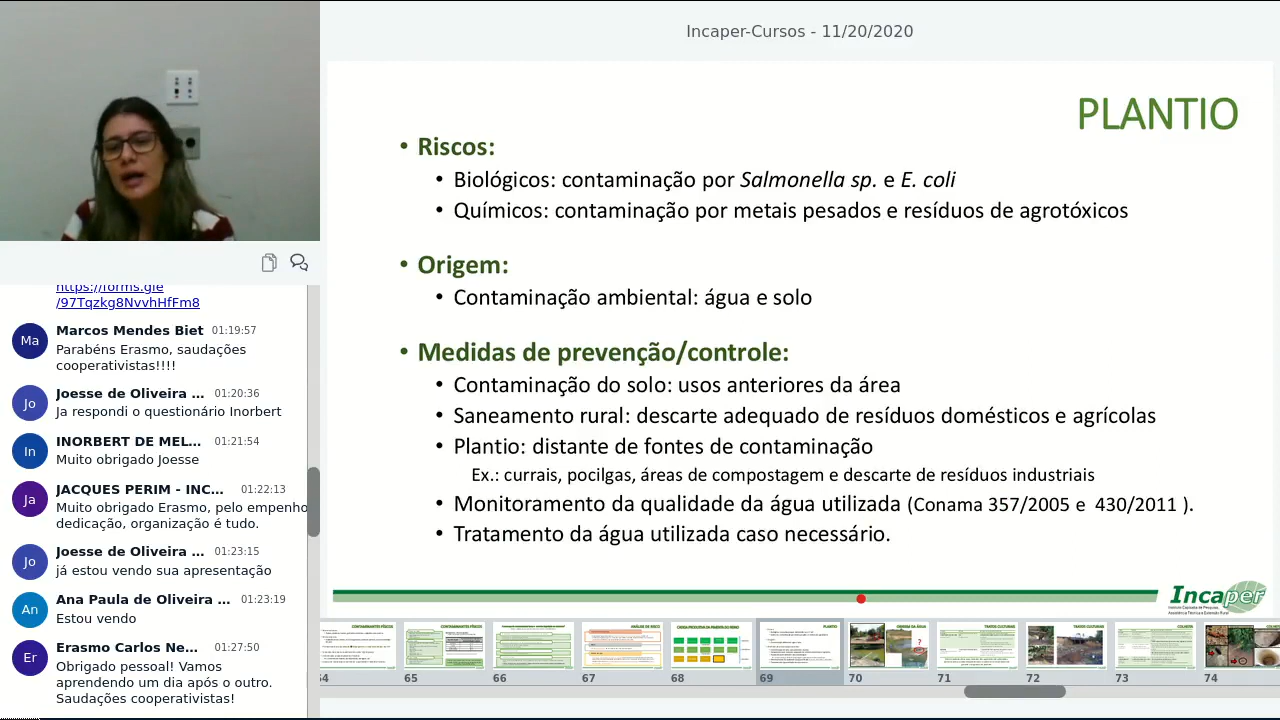 Incaper-Cursos - 11/20/2020
PLANTIO
• Riscos:
• Biológicos: contaminação por Salmonella sp. e E. coli
• Químicos: contaminação por metais pesados e resíduos de agrotóxicos
• Origem:
• Contaminação ambiental: água e solo
• Medidas de prevenção/controle:
• Contaminação do solo: usos anteriores da área
• Saneamento rural: descarte adequado de resíduos domésticos e agrícolas
• Plantio: distante de fontes de contaminação
Ex.: currais, pocilgas, áreas de compostagem e descarte de resíduos industriais
• Monitoramento da qualidade da água utilizada (Conama 357/2005 e 430/2011 ).
• Tratamento da água utilizada caso necessário.
Incaper
https://forms.gle
/97Tqzkg8NvvhHfFm8
Ma
Marcos Mendes Biet 01:19:57
Parabéns Erasmo, saudações
cooperativistas!!!!
Jo
Joesse de Oliveira ... 01:20:36
Ja respondi o questionário Inorbert
In
INORBERT DE MEL... 01:21:54
Muito obrigado Joesse
Ja
JACQUES PERIM - INC... 01:22:13
Muito obrigado Erasmo, pelo empenho
dedicação, organização é tudo.
Jo
Joesse de Oliveira ... 01:23:15
já estou vendo sua apresentação
An
Ana Paula de Oliveira ... 01:23:19
Estou vendo
Er
Erasmo Carlos Ne... 01:27:50
Obrigado pessoal! Vamos
aprendendo um dia após o outro.
Saudações cooperativistas!
64 65 66 67 68 69 70 71 72 73 74